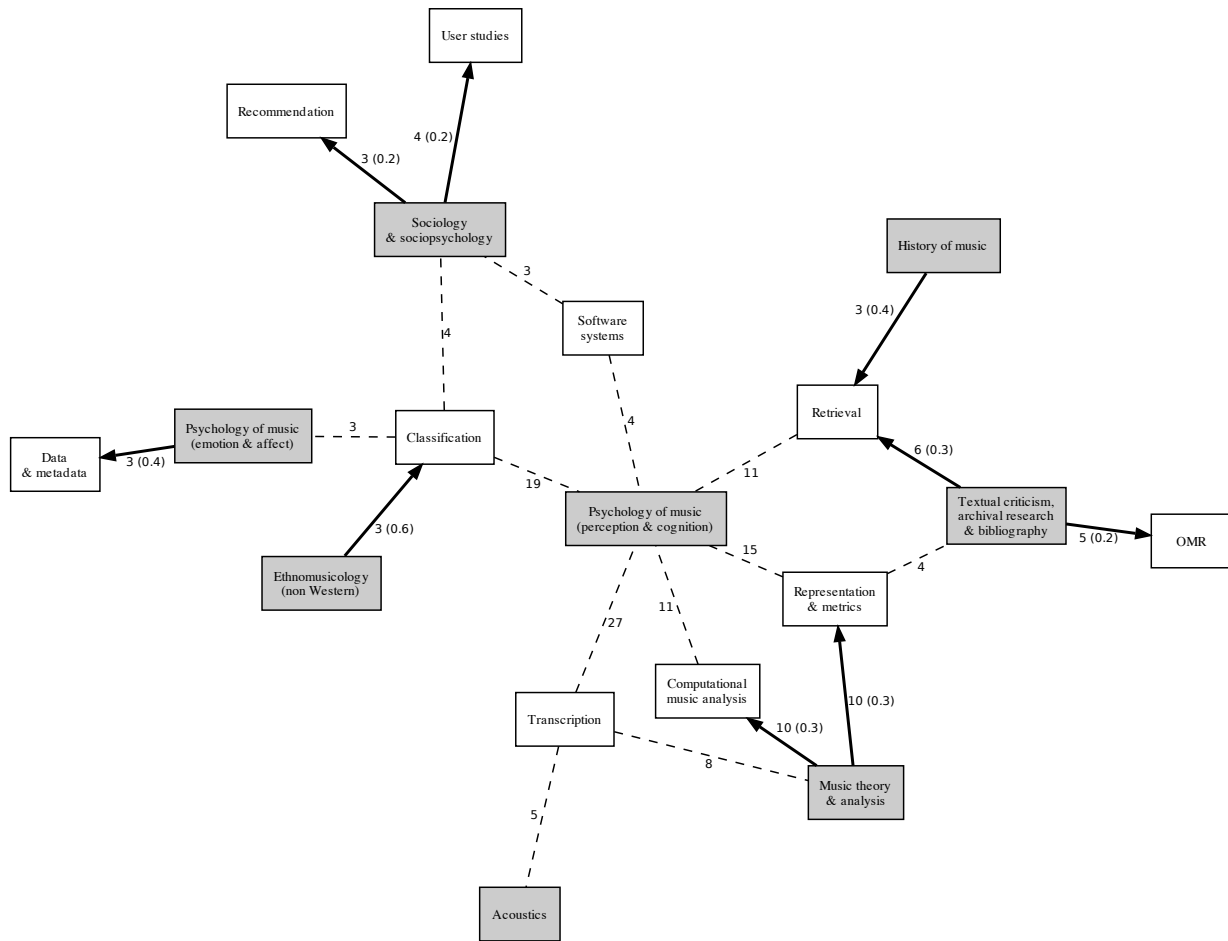 User studies
Recommendation
4 (0.2)
3 (0.2)
Sociology
& sociopsychology
History of music
3
3 (0.4)
Software
systems
4
Retrieval
Psychology of music
(emotion & affect)
3
Classification
4
Data
& metadata
3 (0.4)
6 (0.3)
11
19
Psychology of music
(perception & cognition)
Textual criticism,
archival research
& bibliography
3 (0.6)
5 (0.2)
OMR
15
4
Ethnomusicology
(non Western)
Representation
& metrics
11
27
Computational
music analysis
10 (0.3)
Transcription
10 (0.3)
8
Music theory
& analysis
5
Acoustics